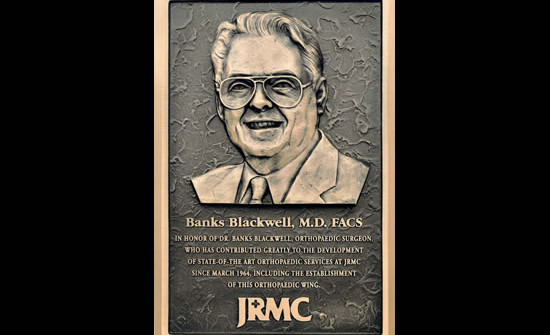 Banks Blackwell, M.D. FACS
IN HONOR OF DR. BANKS BLACKWELL, ORTHOPAEDIC SURGEON,
WHO HAS CONTRIBUTED GREATLY TO THE DEVELOPMENT
OF STATE-OF-THE ART ORTHOPAEDIC SERVICES AT JRMC
SINCE MARCH 1964, INCLUDING THE ESTABLISHMENT
OF THIS ORTHOPAEDIC WING.
JRMC